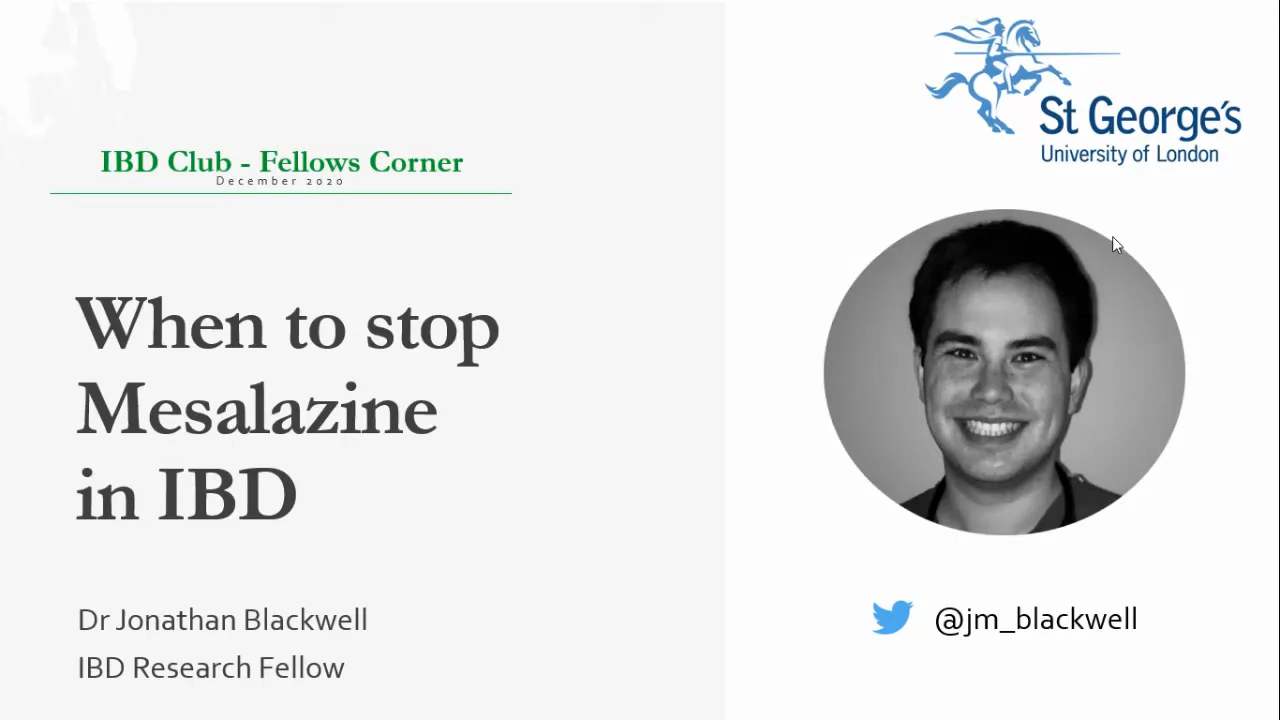 IBD Club - Fellows Corner
December 2020
When to stop
Mesalazine
in IBD
Dr Jonathan Blackwell
IBD Research Fellow
St George's
University of London
@jm_blackwell